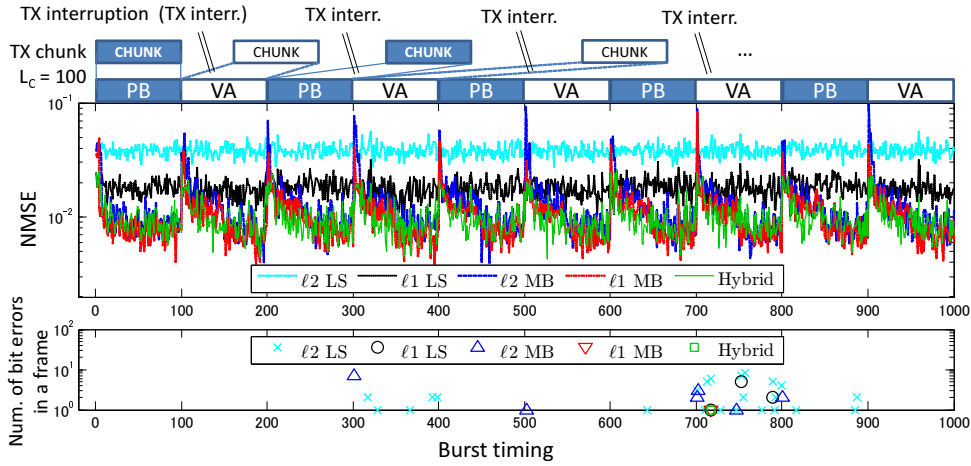 TX interruption (TX interr.) TX interr. TX interr. TX interr.
TX chunk CHUNK CHUNK CHUNK CHUNK ...
L_C = 100
PB VA PB VA PB VA PB VA PB VA
10^-1
10^-2
NMSE
ℓ2 LS ℓ1 LS ℓ2 MB ℓ1 MB Hybrid
0 100 200 300 400 500 600 700 800 900 1000
Num. of bit errors
in a frame
10^2
10^1
10^0
ℓ2 LS ℓ1 LS ℓ2 MB ℓ1 MB Hybrid
0 100 200 300 400 500 600 700 800 900 1000
Burst timing